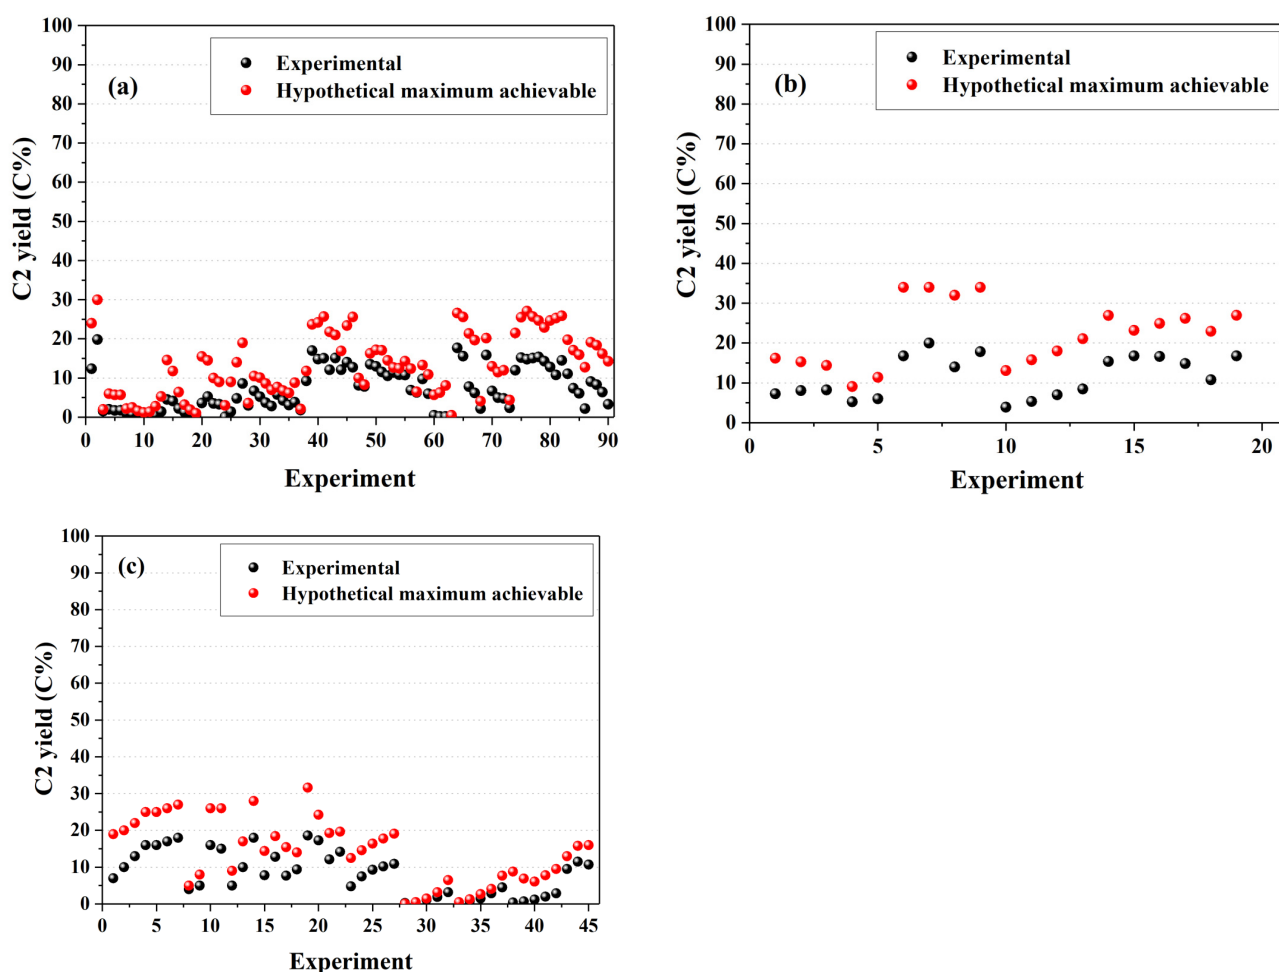 (a)
Experimental
Hypothetical maximum achievable
C2 yield (C%)
100
90
80
70
60
50
40
30
20
10
0
0 10 20 30 40 50 60 70 80 90
Experiment
(b)
Experimental
Hypothetical maximum achievable
C2 yield (C%)
100
90
80
70
60
50
40
30
20
10
0
0 5 10 15 20
Experiment
(c)
Experimental
Hypothetical maximum achievable
C2 yield (C%)
100
90
80
70
60
50
40
30
20
10
0
0 5 10 15 20 25 30 35 40 45
Experiment